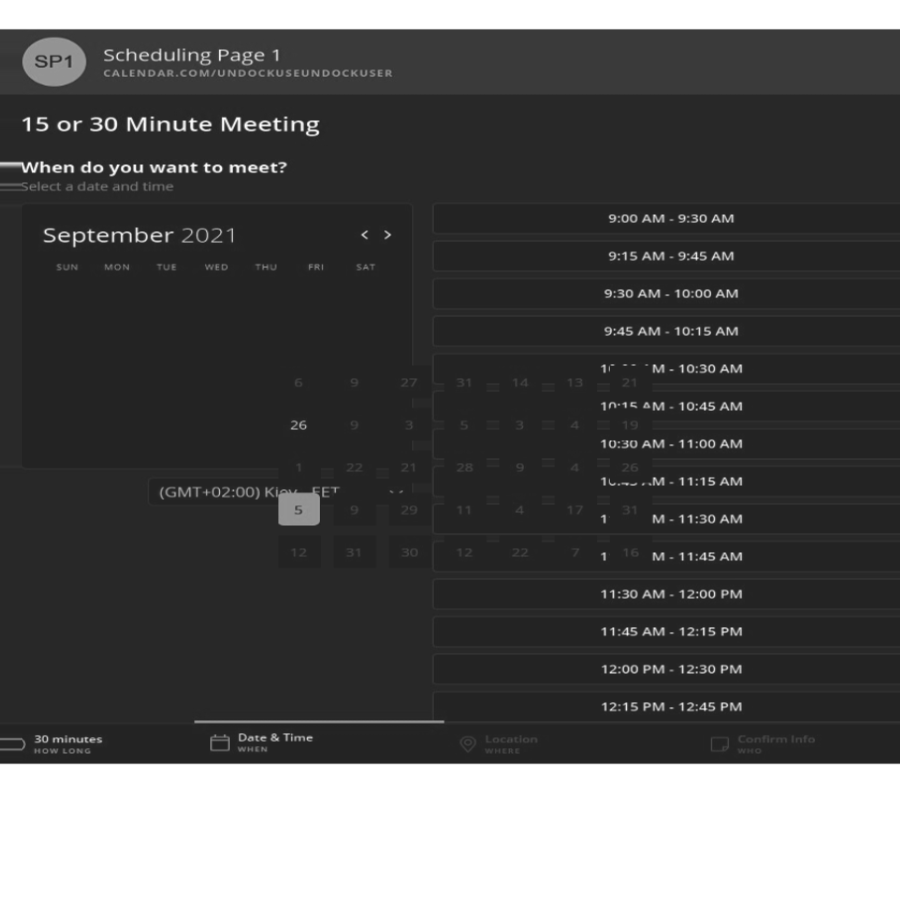 SP1
Scheduling Page 1
CALENDAR.COM/UNDOCKUSEUNDOCKUSER
15 or 30 Minute Meeting
When do you want to meet?
Select a date and time
September 2021 < >
SUN MON TUE WED THU FRI SAT
6 9 27 31 14 13 21
26 9 3 5 3 4 19
1 22 21 28 9 4 26
5 9 29 11 4 17 31
12 31 30 12 22 7 16
(GMT+02:00) Kiev - EET
9:00 AM - 9:30 AM
9:15 AM - 9:45 AM
9:30 AM - 10:00 AM
9:45 AM - 10:15 AM
M - 10:30 AM
10:15 AM - 10:45 AM
10:30 AM - 11:00 AM
M - 11:15 AM
M - 11:30 AM
M - 11:45 AM
11:30 AM - 12:00 PM
11:45 AM - 12:15 PM
12:00 PM - 12:30 PM
12:15 PM - 12:45 PM
30 minutes
HOW LONG
Date & Time
WHEN
Location
WHERE
Confirm Info
WHO